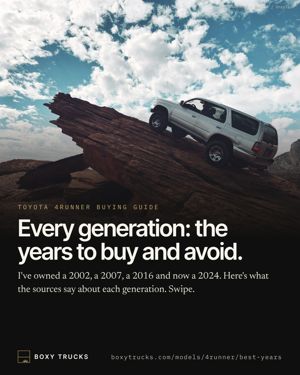 TOYOTA 4RUNNER BUYING GUIDE
Every generation: the
years to buy and avoid.
I've owned a 2002, a 2007, a 2016 and now a 2024. Here's what
the sources say about each generation. Swipe.
BOXY TRUCKS
boxytrucks.com/models/4runner/best-years